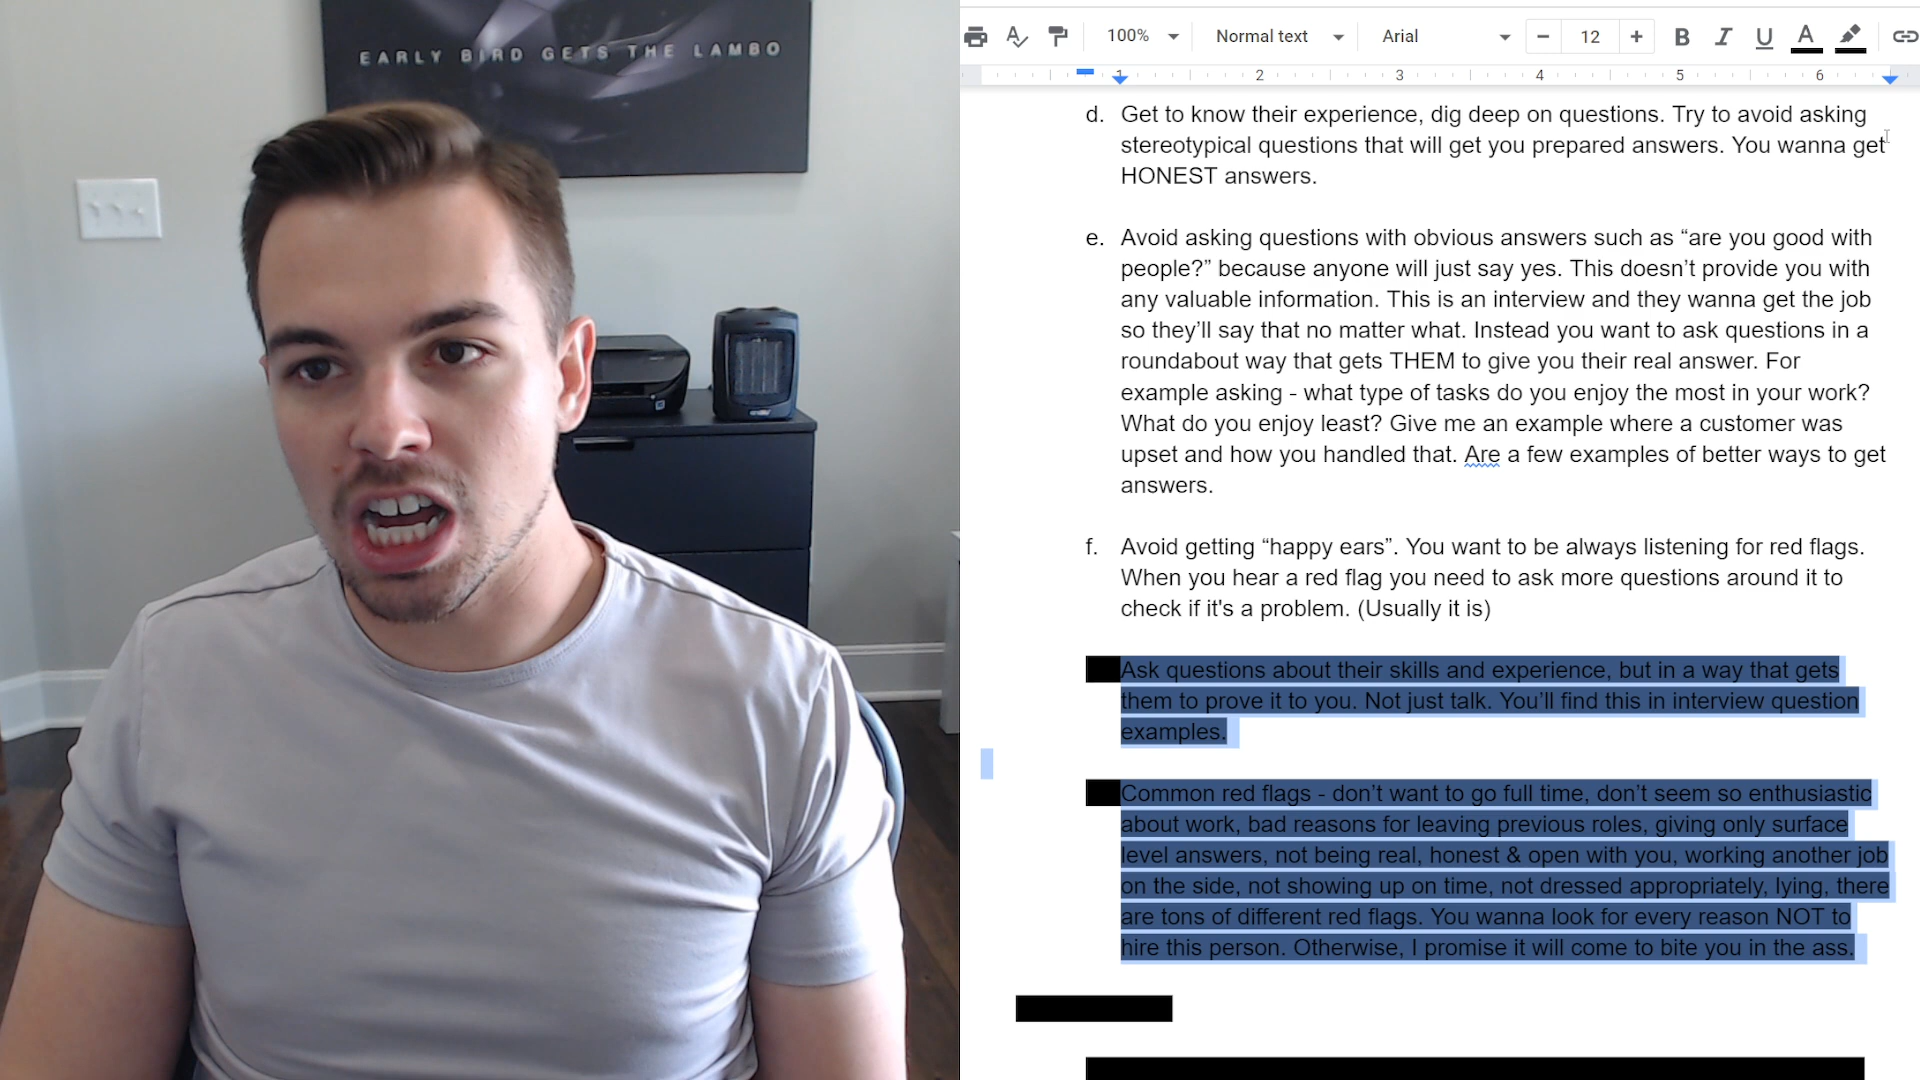 EARLY BIRD GETS THE LAMBO
100%
Normal text
Arial
12
B I U A
1 2 3 4 5 6
d. Get to know their experience, dig deep on questions. Try to avoid asking
stereotypical questions that will get you prepared answers. You wanna get
HONEST answers.
e. Avoid asking questions with obvious answers such as “are you good with
people?” because anyone will just say yes. This doesn’t provide you with
any valuable information. This is an interview and they wanna get the job
so they’ll say that no matter what. Instead you want to ask questions in a
roundabout way that gets THEM to give you their real answer. For
example asking - what type of tasks do you enjoy the most in your work?
What do you enjoy least? Give me an example where a customer was
upset and how you handled that. Are a few examples of better ways to get
answers.
f. Avoid getting “happy ears”. You want to be always listening for red flags.
When you hear a red flag you need to ask more questions around it to
check if it's a problem. (Usually it is)
Ask questions about their skills and experience, but in a way that gets
them to prove it to you. Not just talk. You’ll find this in interview question
examples.
Common red flags - don’t want to go full time, don’t seem so enthusiastic
about work, bad reasons for leaving previous roles, giving only surface
level answers, not being real, honest & open with you, working another job
on the side, not showing up on time, not dressed appropriately, lying, there
are tons of different red flags. You wanna look for every reason NOT to
hire this person. Otherwise, I promise it will come to bite you in the ass.